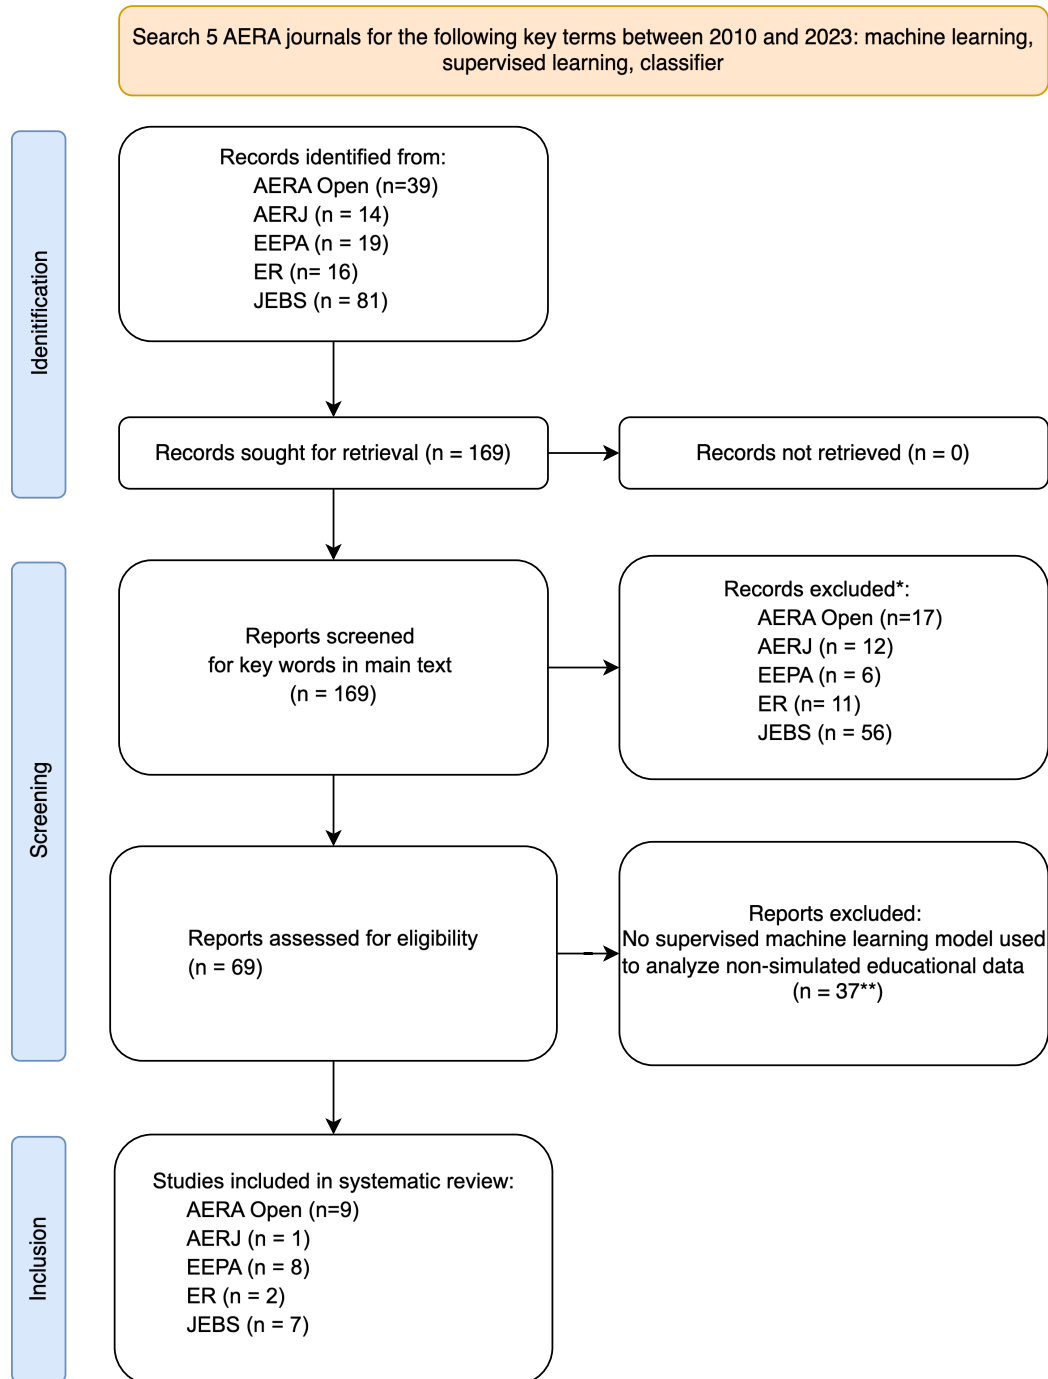 Search 5 AERA journals for the following key terms between 2010 and 2023: machine learning,
supervised learning, classifier
Idenitification
Records identified from:
AERA Open (n=39)
AERJ (n = 14)
EEPA (n = 19)
ER (n= 16)
JEBS (n = 81)
Records sought for retrieval (n = 169)
Records not retrieved (n = 0)
Screening
Reports screened
for key words in main text
(n = 169)
Records excluded*:
AERA Open (n=17)
AERJ (n = 12)
EEPA (n = 6)
ER (n= 11)
JEBS (n = 56)
Reports assessed for eligibility
(n = 69)
Reports excluded:
No supervised machine learning model used
to analyze non-simulated educational data
(n = 37**)
Inclusion
Studies included in systematic review:
AERA Open (n=9)
AERJ (n = 1)
EEPA (n = 8)
ER (n = 2)
JEBS (n = 7)